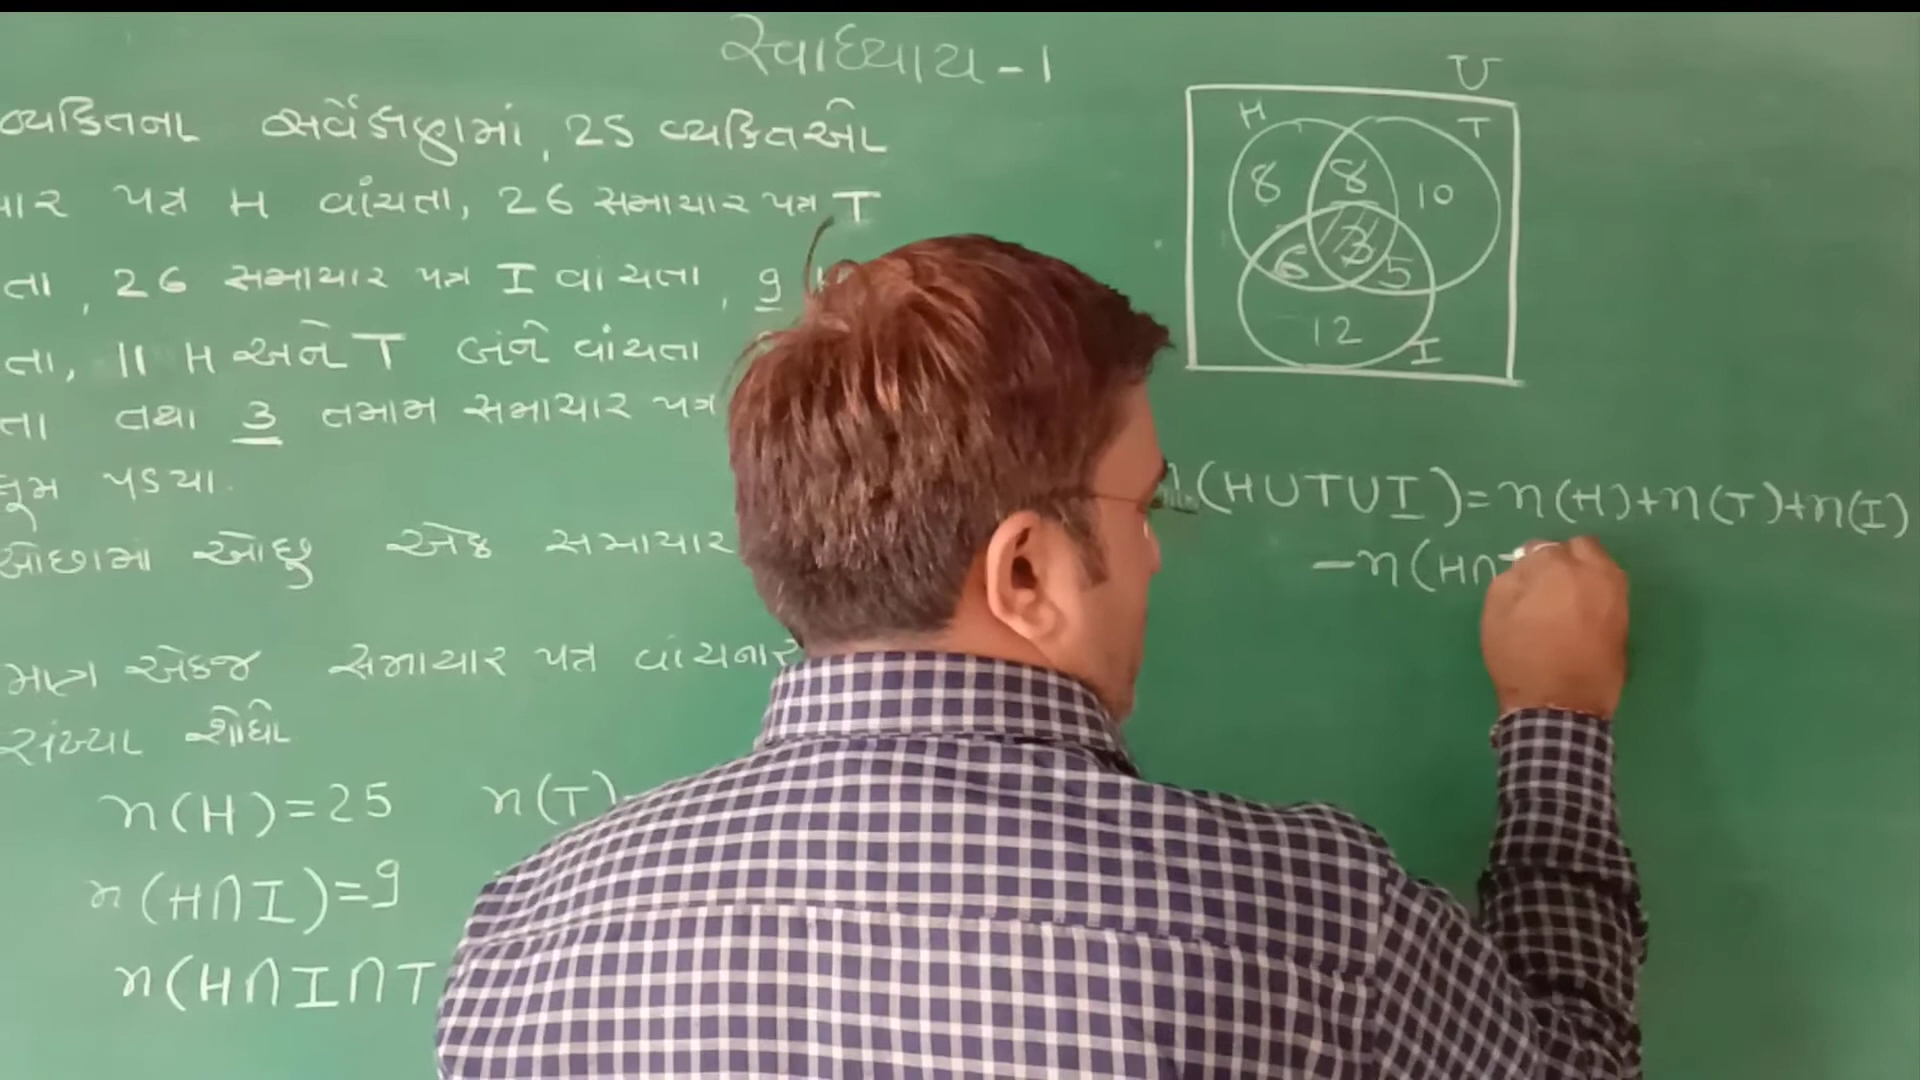 સ્વાધ્યાય - 1
વ્યક્તિના સર્વેક્ષણમાં, 25 વ્યક્તિઓ
ચાર પત્ર H વાંચતા, 26 સમાચાર પત્ર T
તા, 26 સમાચાર પત્ર I વાંચતા, 9
તા, 11 H અને T બંને વાંચતા
તા તથા 3 તમામ સમાચાર પત્ર
લૂમ પડયા.
ઓછામાં ઓછુ એક સમાચાર
માત્ર એકજ સમાચાર પત્ર વાંચનાર
સંખ્યા શોધો
n(H)=25 n(T)
n(H∩I)=9
n(H∩I∩T
U
H T
8 8 10
6 3 5
12 I
(H∪T∪I)=n(H)+n(T)+n(I)
-n(H∩